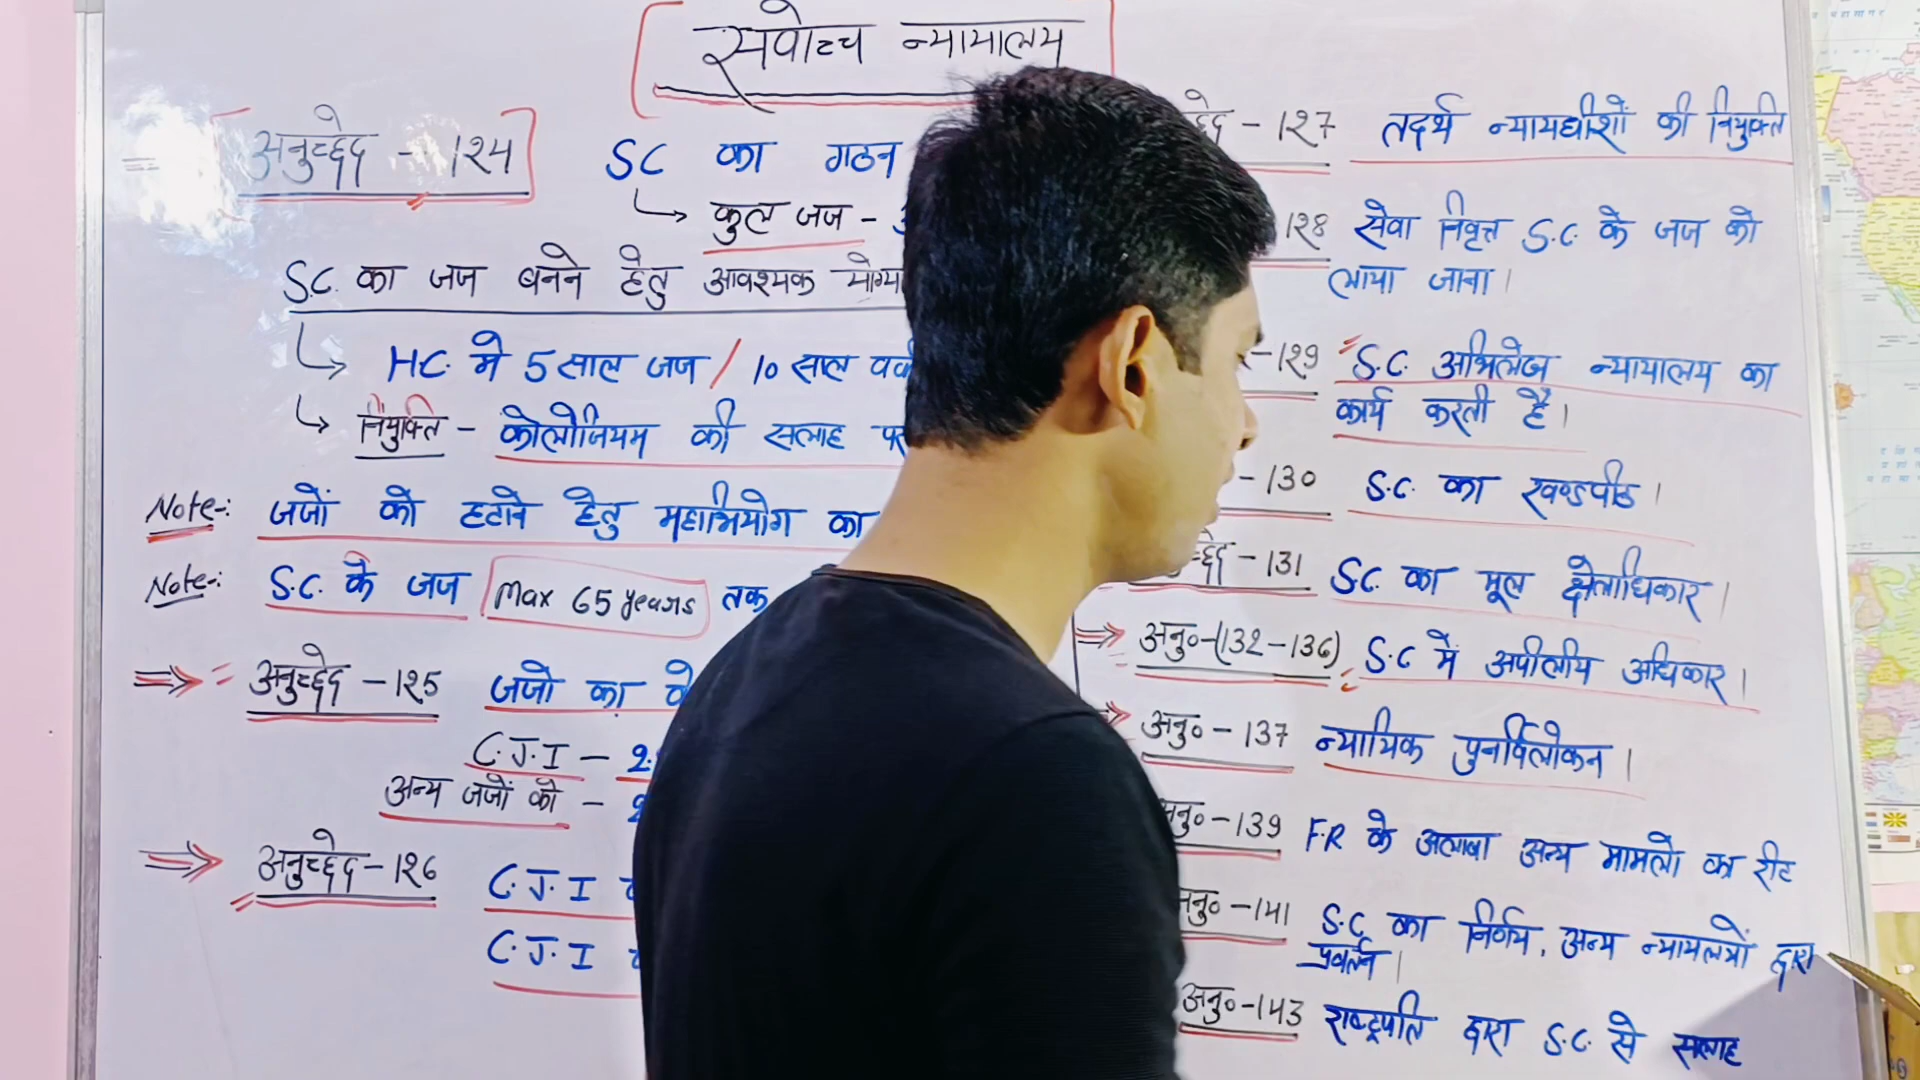 सर्वोच्च न्यायालय
अनुच्छेद - 124
SC का गठन
कुल जज -
S.C. का जज बनने हेतु आवश्यक
HC. मे 5 साल जज / 10 साल
नियुक्ति - कोलोजियम की सलाह
Note-: जजों को हटाने हेतु महाभियोग का
Note-: S.C. के जज Max 65 years तक
अनुच्छेद - 125 जजो का
C.J.I - 2.
अन्य जजों को -
अनुच्छेद - 126 C.J.I
C.J.I
- 127 तदर्थ न्यायधीशों की नियुक्ति
128 सेवा निवृत्त S.C. के जज को
लाया जाना।
- 129 S.C. अभिलेख न्यायालय का
कार्य करती है।
- 130 S.C. का खण्डपीठ।
- 131 S.C. का मूल क्षेत्राधिकार।
अनु० - (132 - 136) S.C में अपीलीय अधिकार।
अनु० - 137 न्यायिक पुनर्विलोकन।
अनु० - 139 F.R के अलाबा अन्य मामलो का रीट
अनु० - 141 S.C. का निर्णय, अन्य न्यायलयों द्वारा
प्रवर्तन।
अनु० - 143 राष्ट्रपति द्वारा S.C. से सलाह